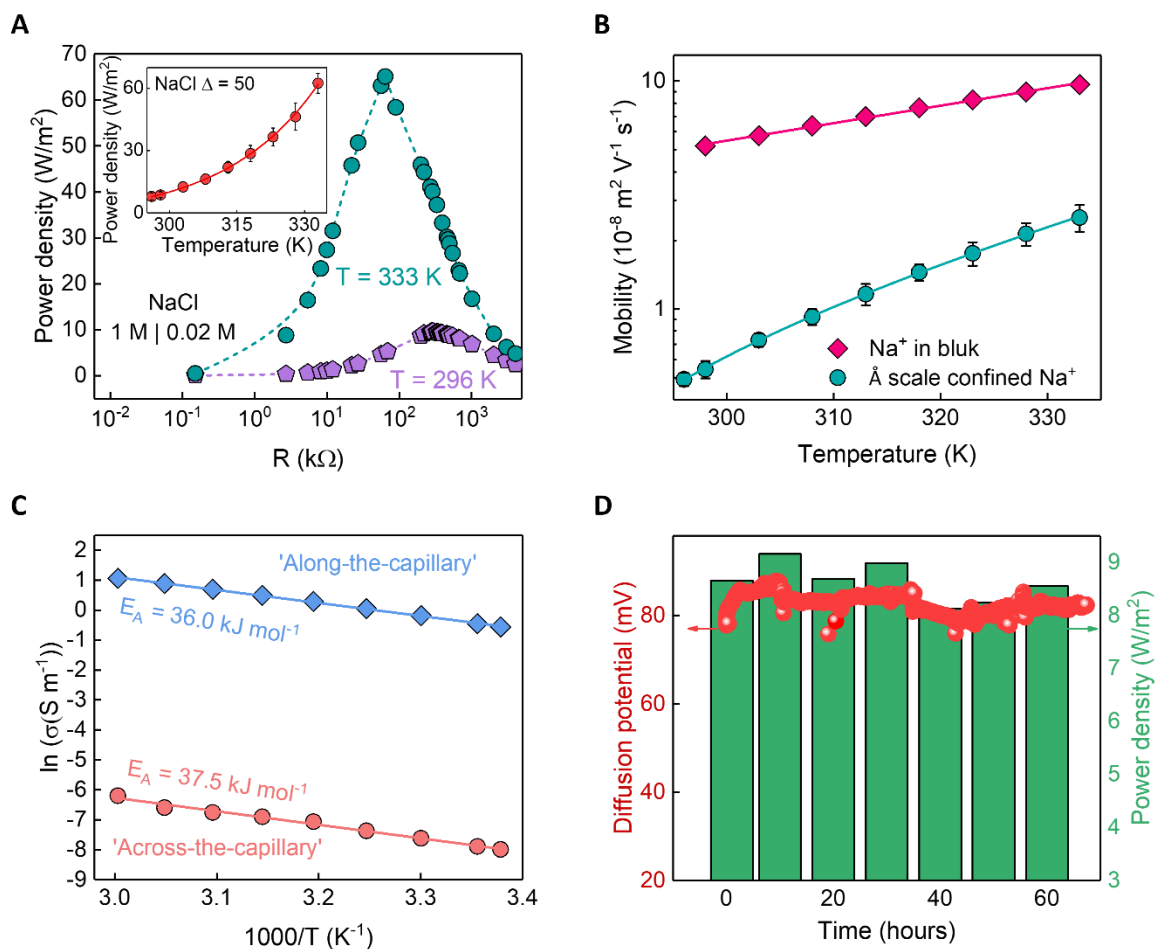 A
Power density (W/m²)
70
60
50
40
30
20
10
0
10⁻²
10⁻¹
10⁰
10¹
10²
10³
R (kΩ)
NaCl Δ = 50
Power density (W/m²)
60
30
0
300
315
330
Temperature (K)
T = 333 K
NaCl
1 M | 0.02 M
T = 296 K
B
Mobility (10⁻⁸ m² V⁻¹ s⁻¹)
10
1
Na⁺ in bluk
Å scale confined Na⁺
300
310
320
330
Temperature (K)
C
ln (σ(S m⁻¹)))
2
1
0
-1
-2
-3
-4
-5
-6
-7
-8
-9
'Along-the-capillary'
E_A = 36.0 kJ mol⁻¹
E_A = 37.5 kJ mol⁻¹
'Across-the-capillary'
3.0
3.1
3.2
3.3
3.4
1000/T (K⁻¹)
D
Diffusion potential (mV)
80
60
40
20
0
20
40
60
Time (hours)
9
8
7
6
5
4
3
Power density (W/m²)